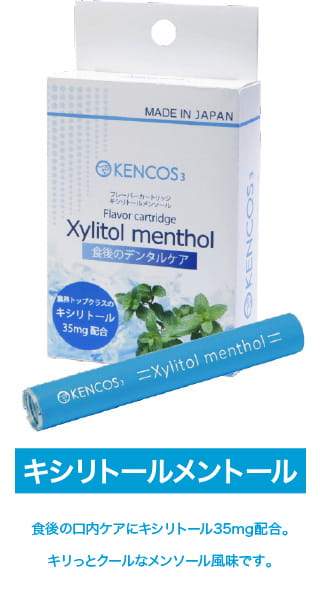 MADE IN JAPAN
KENCOS3
フレーバーカートリッジ
キシリトールメンソール
Flavor cartridge
Xylitol menthol
食後のデンタルケア
業界トップクラスの
キシリトール
35mg配合
KENCOS3 =Xylitol menthol=
キシリトールメントール
食後の口内ケアにキシリトール35mg配合。
キリっとクールなメンソール風味です。